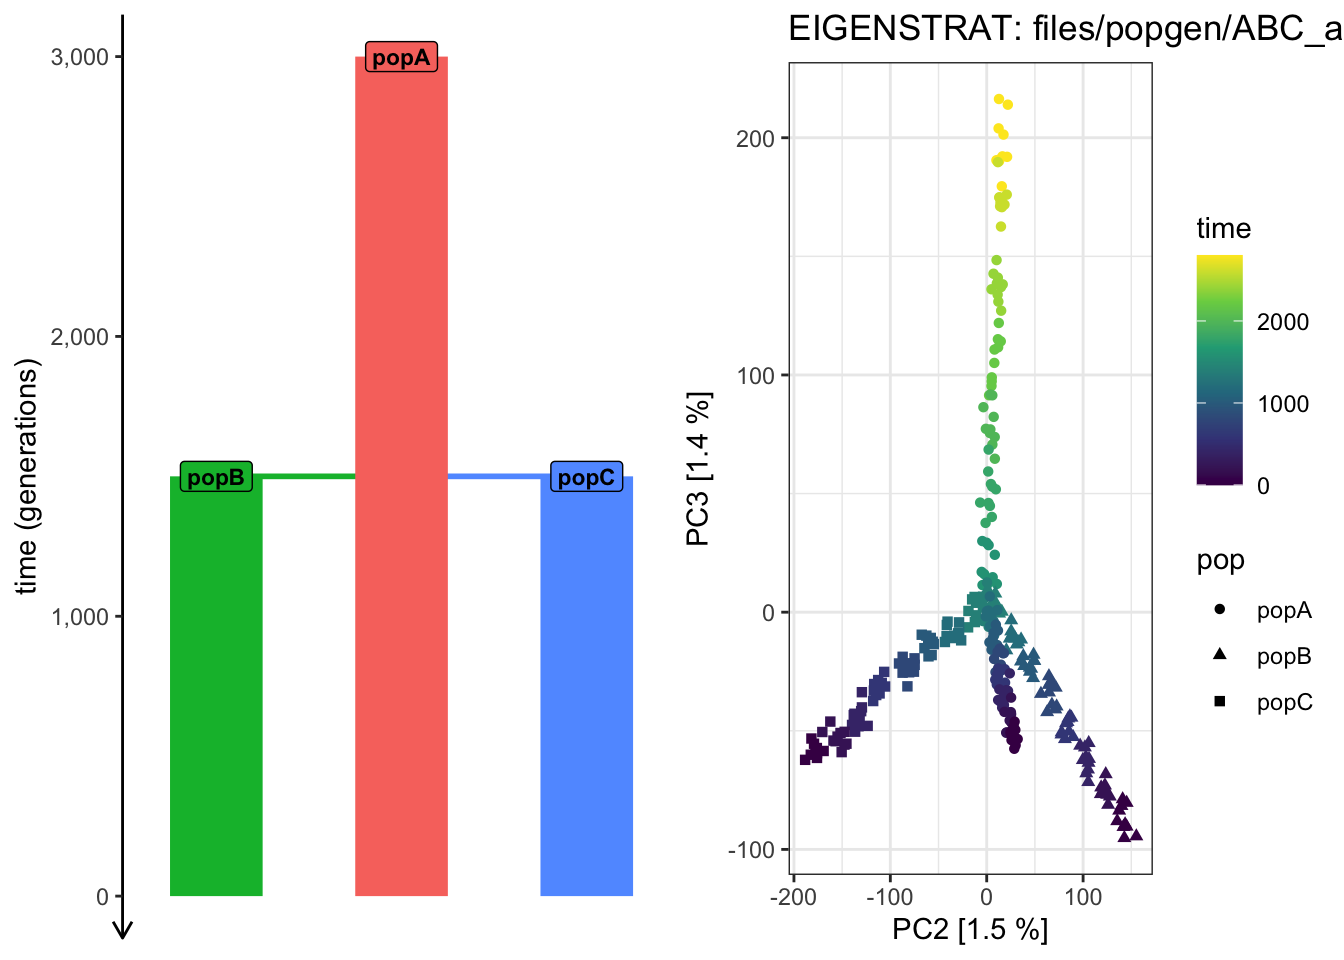 3,000
2,000
1,000
0
time (generations)
popA
popB
popC
EIGENSTRAT: files/popgen/ABC_a
200
100
0
-100
PC3 [1.4 %]
-200
-100
0
100
PC2 [1.5 %]
time
2000
1000
0
pop
popA
popB
popC